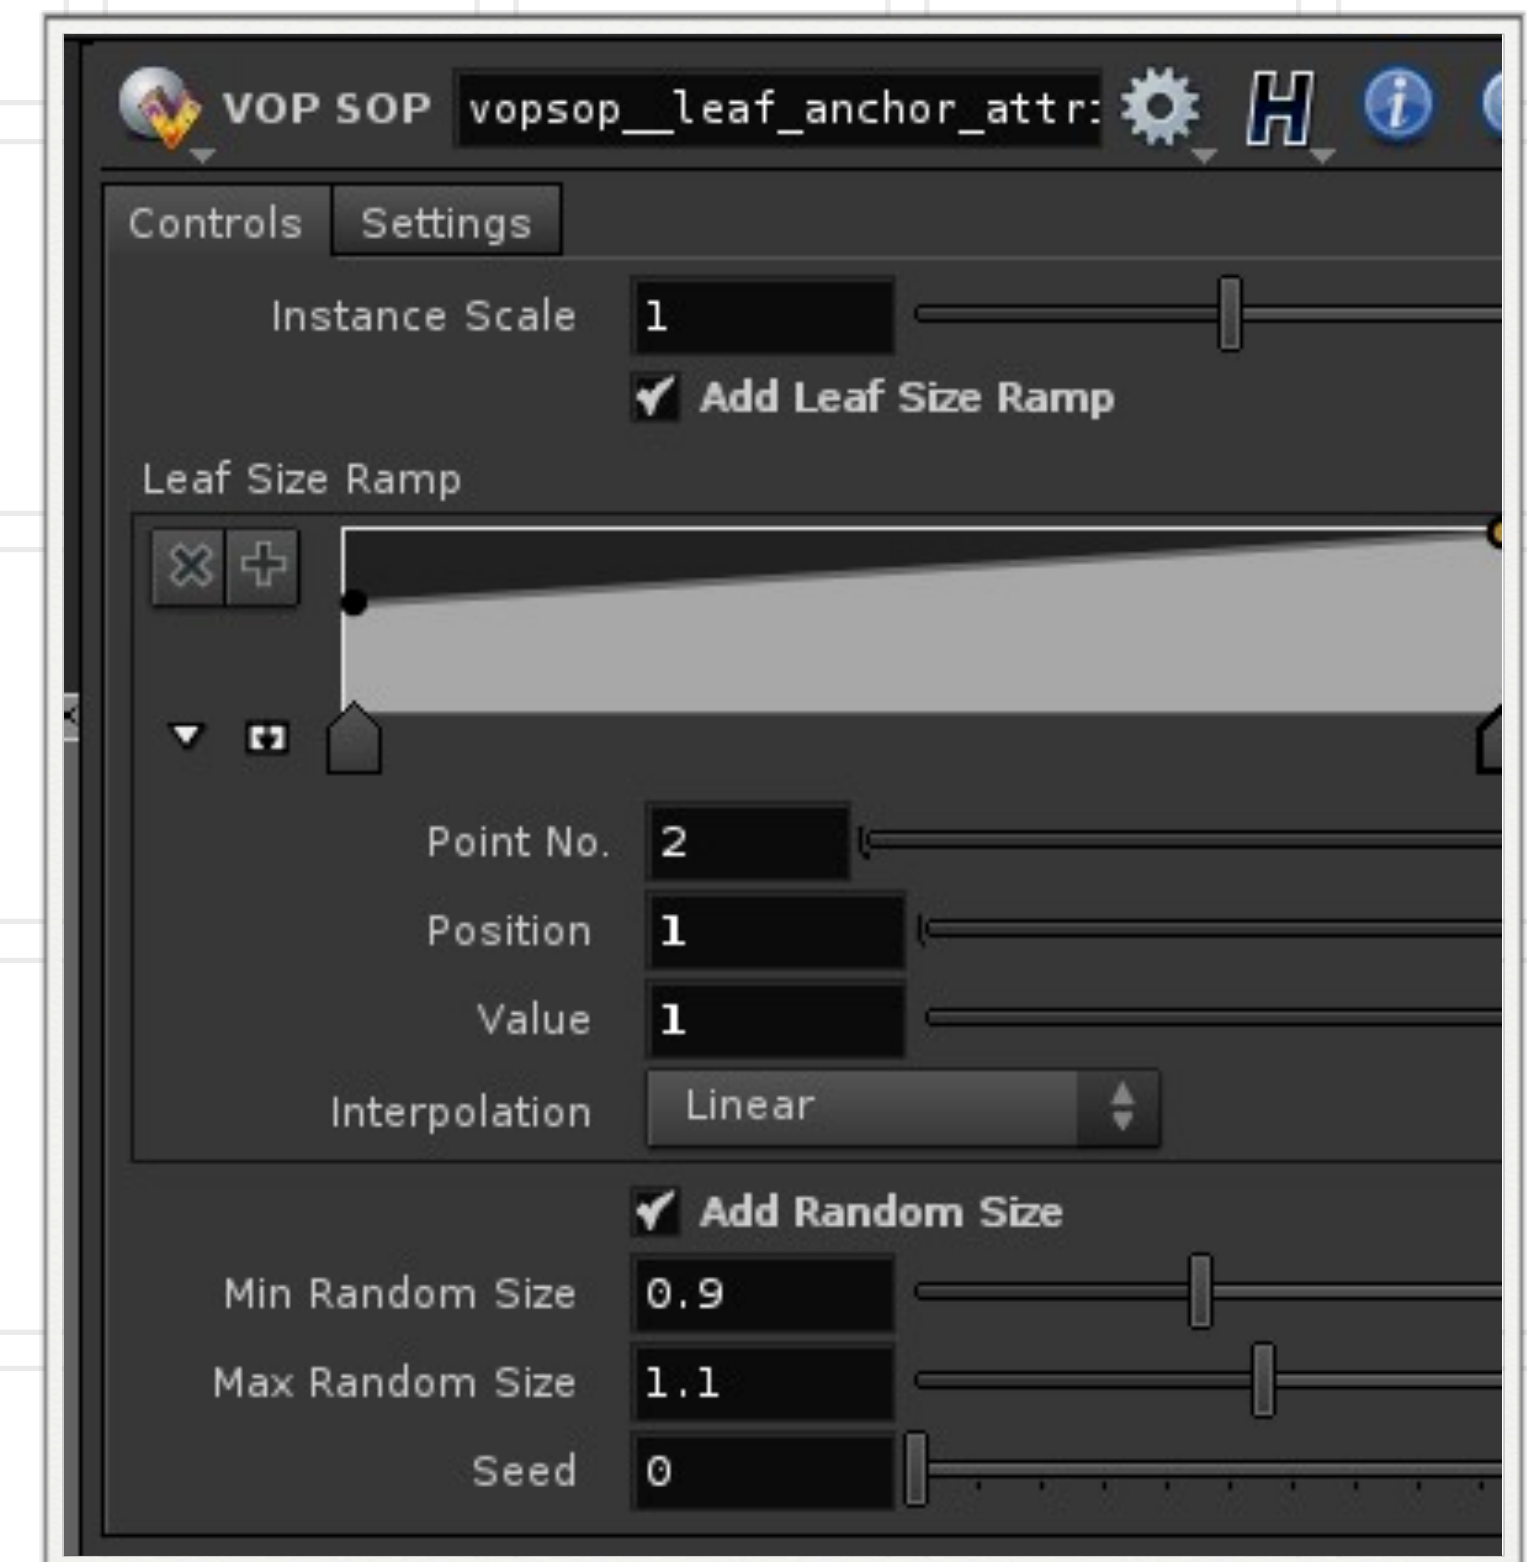 VOP SOP vopsop__leaf_anchor_attr
Controls Settings
Instance Scale 1
Add Leaf Size Ramp
Leaf Size Ramp
Point No. 2
Position 1
Value 1
Interpolation Linear
Add Random Size
Min Random Size 0.9
Max Random Size 1.1
Seed 0